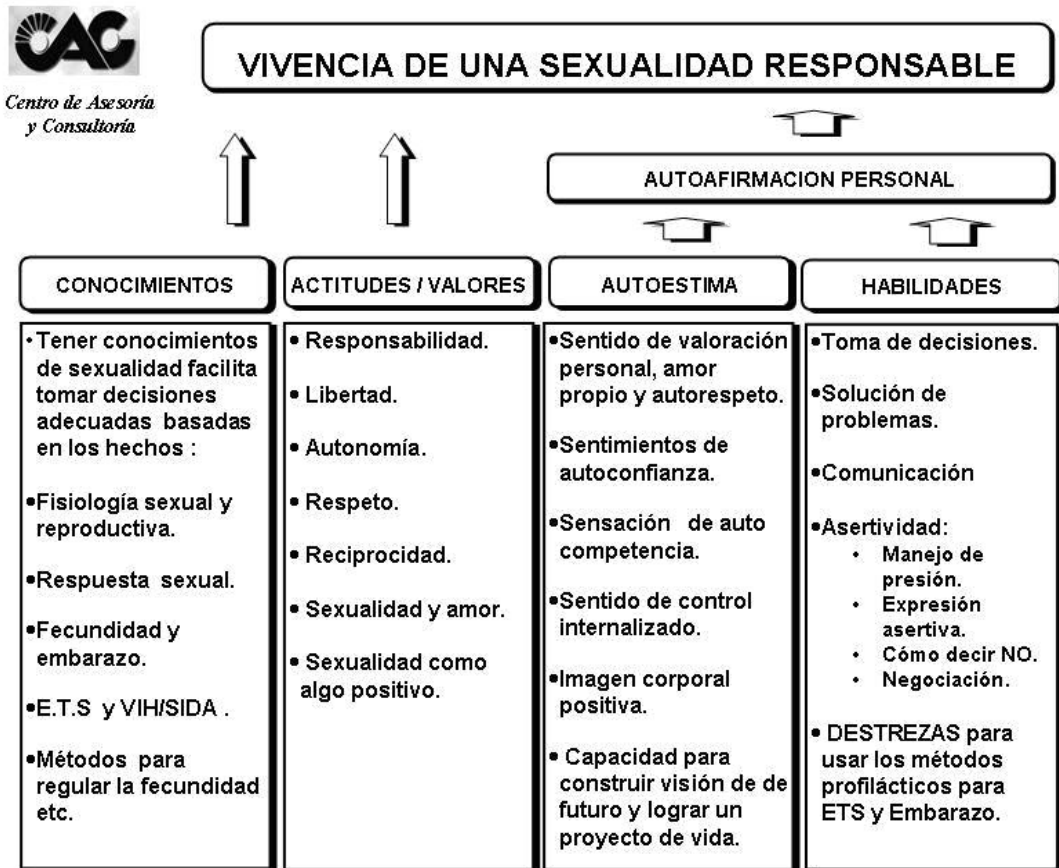 CAC
Centro de Asesoría
y Consultoría
VIVENCIA DE UNA SEXUALIDAD RESPONSABLE
AUTOAFIRMACION PERSONAL
CONOCIMIENTOS
• Tener conocimientos
de sexualidad facilita
tomar decisiones
adecuadas basadas
en los hechos :
•Fisiología sexual y
reproductiva.
•Respuesta sexual.
•Fecundidad y
embarazo.
•E.T.S y VIH/SIDA .
•Métodos para
regular la fecundidad
etc.
ACTITUDES / VALORES
• Responsabilidad.
• Libertad.
• Autonomía.
• Respeto.
• Reciprocidad.
• Sexualidad y amor.
• Sexualidad como
algo positivo.
AUTOESTIMA
•Sentido de valoración
personal, amor
propio y autorespeto.
•Sentimientos de
autoconfianza.
•Sensación de auto
competencia.
•Sentido de control
internalizado.
•Imagen corporal
positiva.
• Capacidad para
construir visión de de
futuro y lograr un
proyecto de vida.
HABILIDADES
•Toma de decisiones.
•Solución de
problemas.
•Comunicación
•Asertividad:
• Manejo de
presión.
• Expresión
asertiva.
• Cómo decir NO.
• Negociación.
• DESTREZAS para
usar los métodos
profilácticos para
ETS y Embarazo.